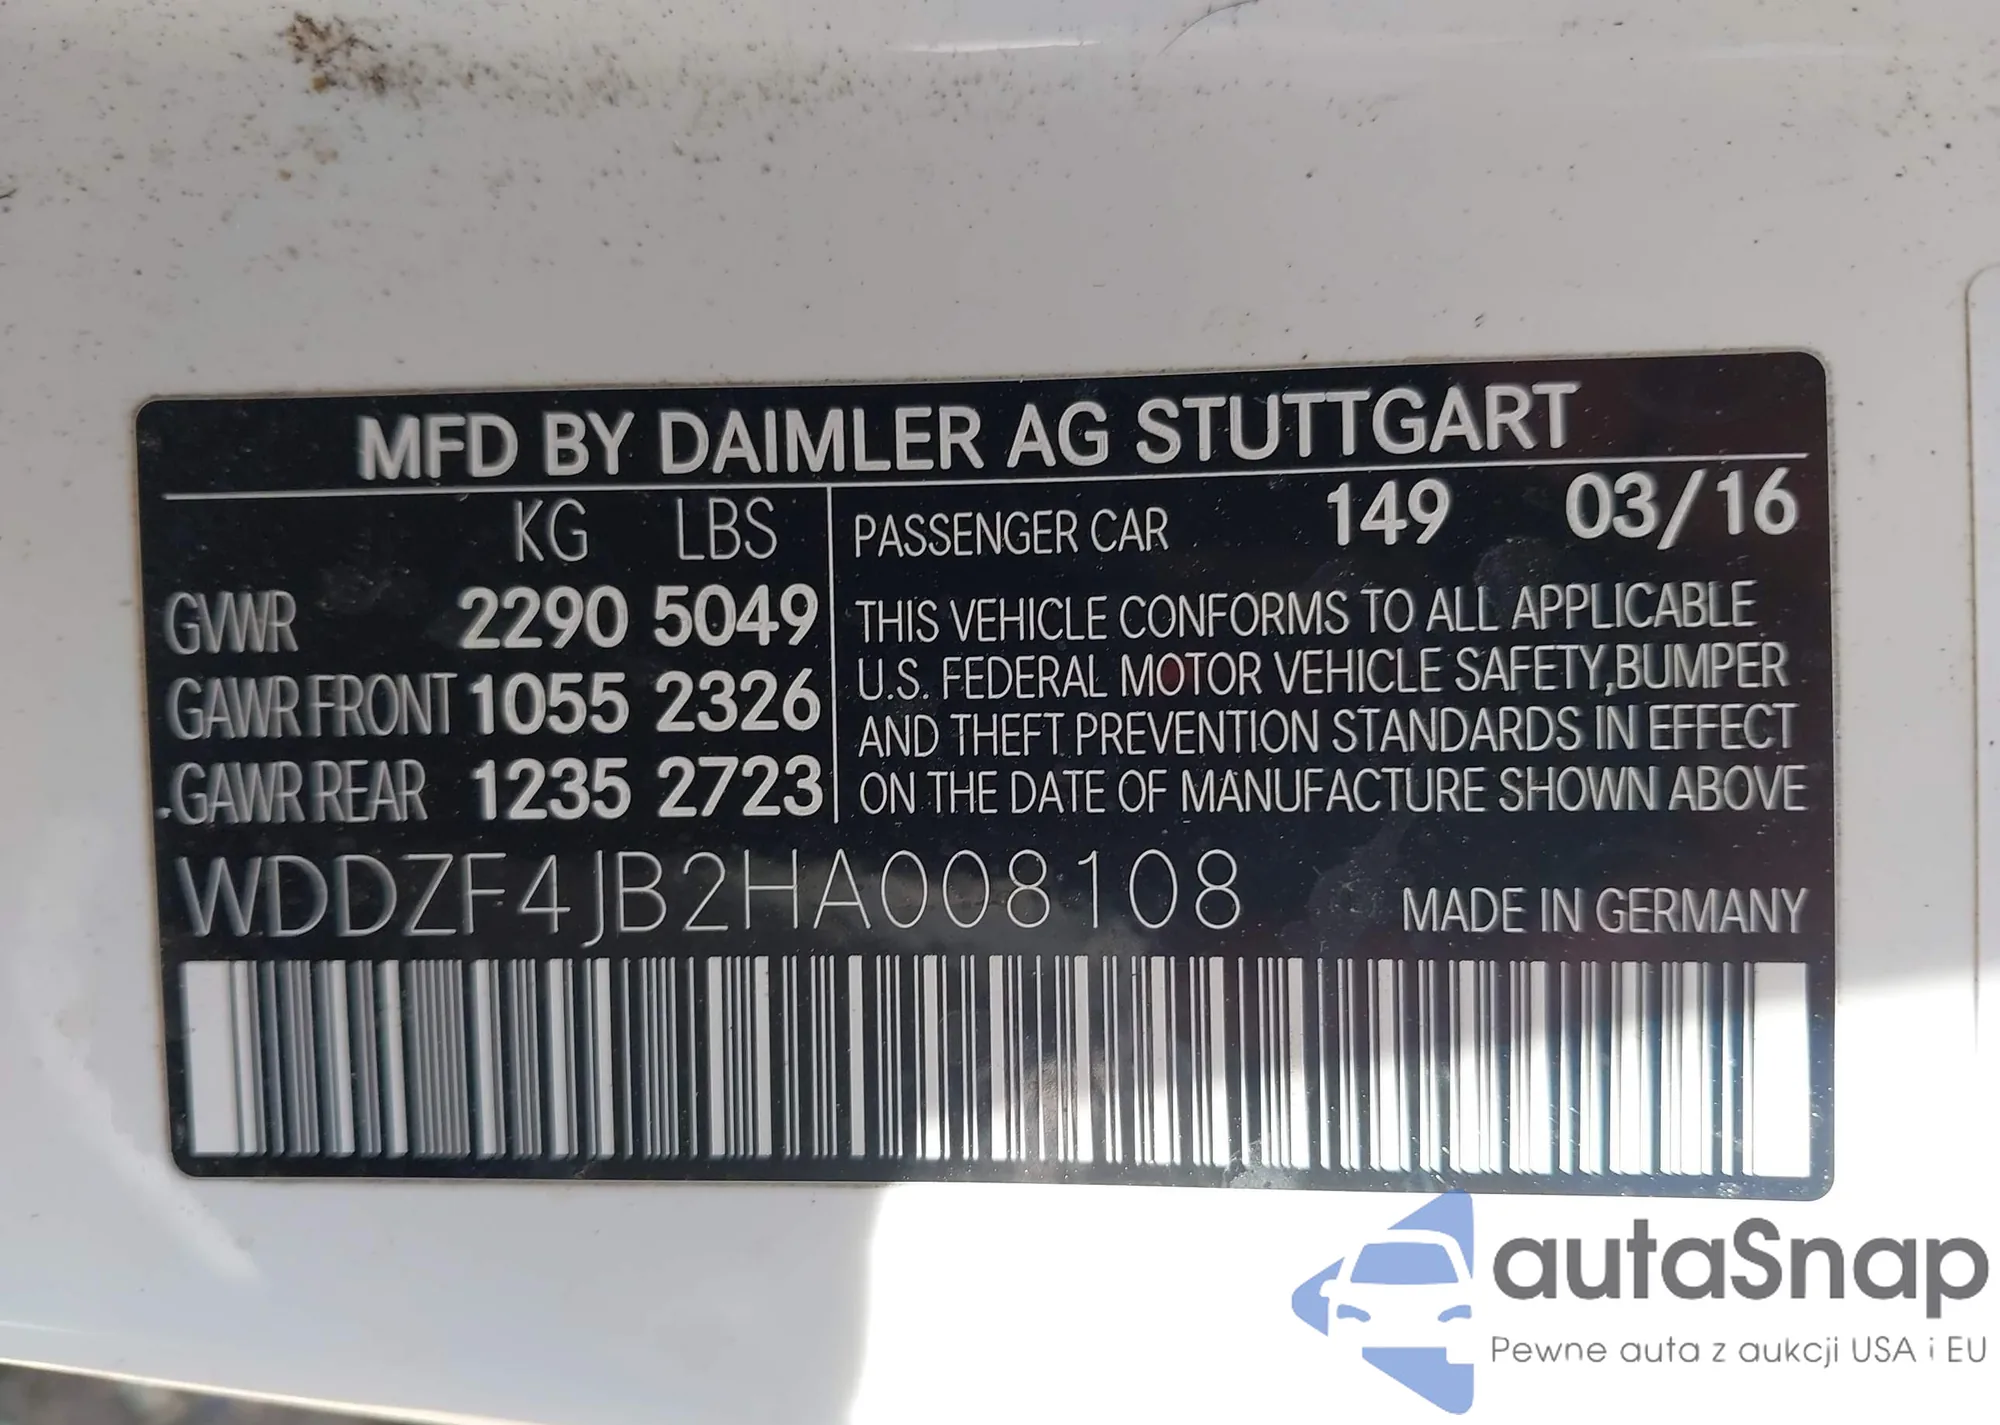 MFD BY DAIMLER AG STUTTGART
KG LBS
GVWR 2290 5049
GAWR FRONT 1055 2326
GAWR REAR 1235 2723
PASSENGER CAR 149 03/16
THIS VEHICLE CONFORMS TO ALL APPLICABLE
U.S. FEDERAL MOTOR VEHICLE SAFETY,BUMPER
AND THEFT PREVENTION STANDARDS IN EFFECT
ON THE DATE OF MANUFACTURE SHOWN ABOVE
WDDZF4JB2HA008108
MADE IN GERMANY
autaSnap
Pewne auta z aukcji USA i EU